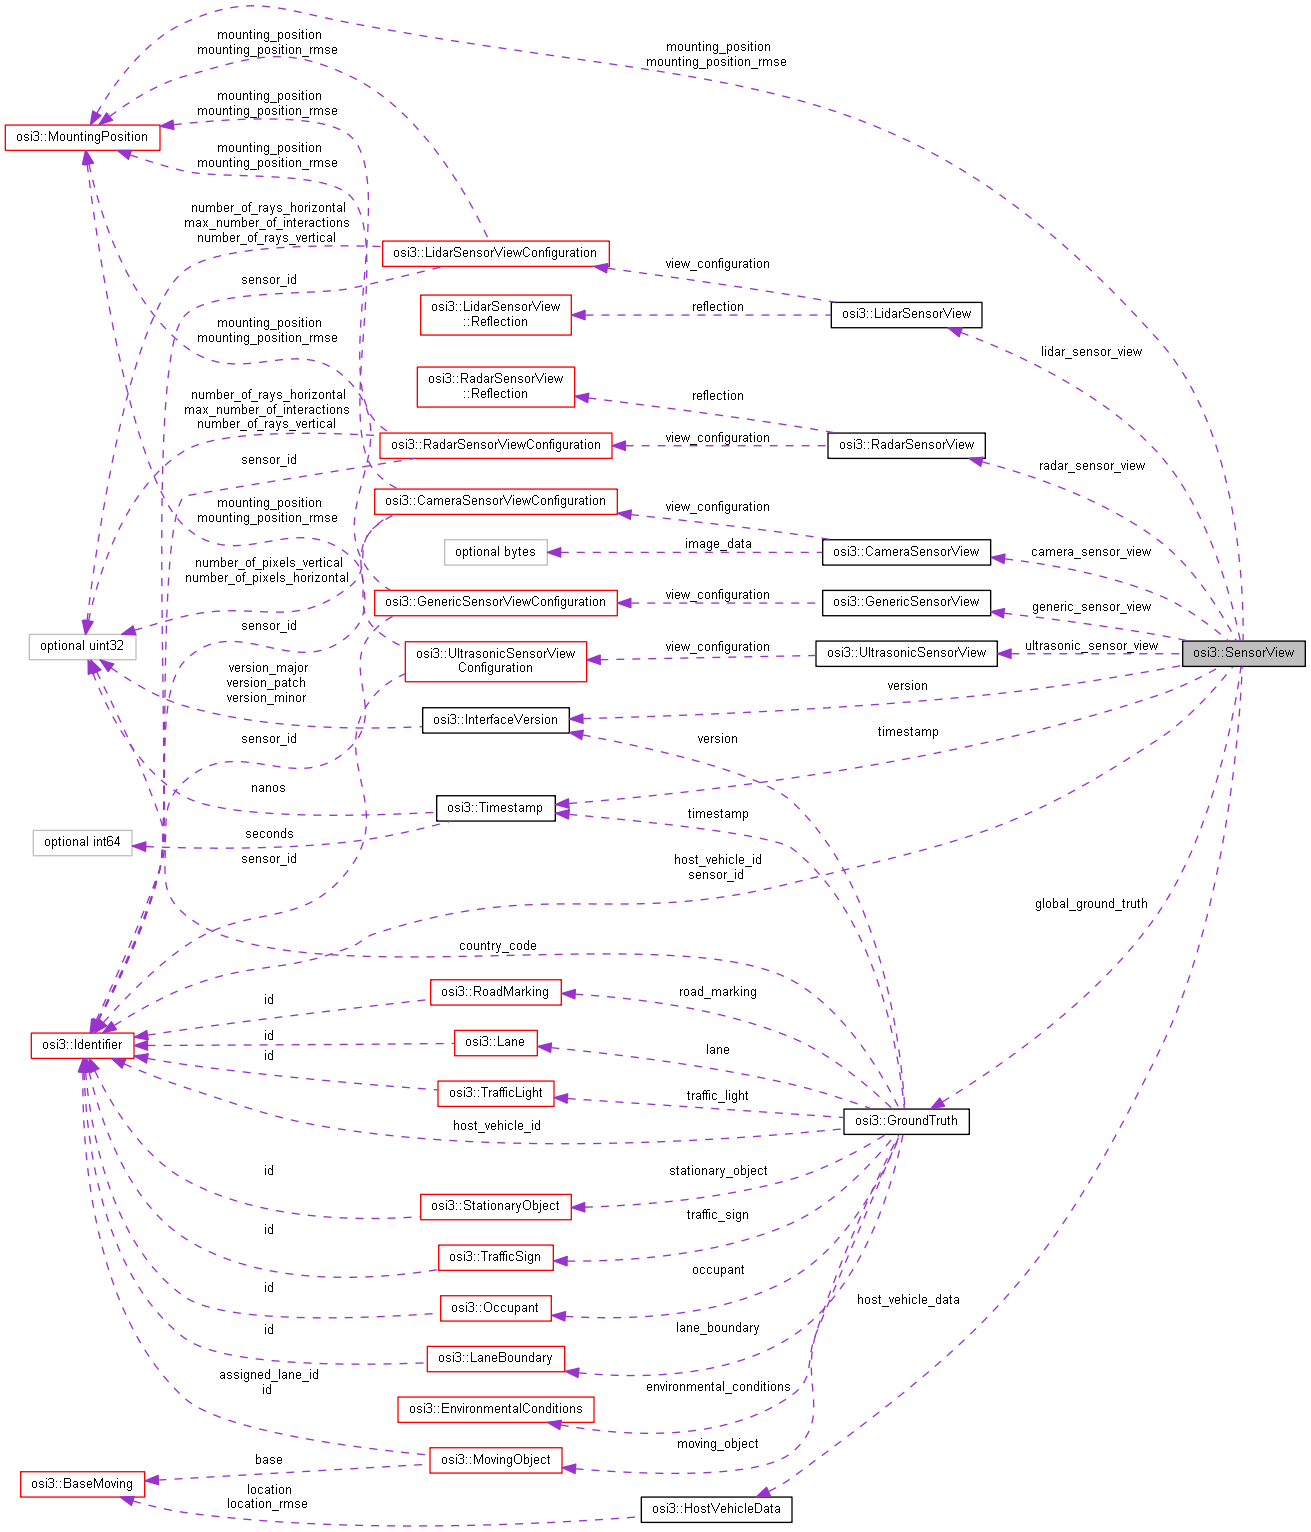 mounting_position
mounting_position_rmse
mounting_position
mounting_position_rmse
mounting_position
mounting_position_rmse
osi3::MountingPosition
mounting_position
mounting_position_rmse
number_of_rays_horizontal
max_number_of_interactions
number_of_rays_vertical
osi3::LidarSensorViewConfiguration
view_configuration
sensor_id
osi3::LidarSensorView
::Reflection
reflection
osi3::LidarSensorView
mounting_position
mounting_position_rmse
lidar_sensor_view
osi3::RadarSensorView
::Reflection
reflection
number_of_rays_horizontal
max_number_of_interactions
number_of_rays_vertical
osi3::RadarSensorViewConfiguration
view_configuration
osi3::RadarSensorView
sensor_id
radar_sensor_view
mounting_position
mounting_position_rmse
osi3::CameraSensorViewConfiguration
view_configuration
optional bytes
image_data
osi3::CameraSensorView
camera_sensor_view
number_of_pixels_vertical
number_of_pixels_horizontal
osi3::GenericSensorViewConfiguration
view_configuration
osi3::GenericSensorView
generic_sensor_view
sensor_id
optional uint32
osi3::UltrasonicSensorView
Configuration
view_configuration
osi3::UltrasonicSensorView
ultrasonic_sensor_view
osi3::SensorView
version_major
version_patch
version_minor
version
osi3::InterfaceVersion
sensor_id
version
timestamp
nanos
osi3::Timestamp
timestamp
optional int64
seconds
sensor_id
host_vehicle_id
sensor_id
global_ground_truth
country_code
osi3::RoadMarking
road_marking
id
osi3::Identifier
id
osi3::Lane
lane
id
osi3::TrafficLight
traffic_light
host_vehicle_id
osi3::GroundTruth
id
stationary_object
osi3::StationaryObject
traffic_sign
id
osi3::TrafficSign
occupant
id
osi3::Occupant
host_vehicle_data
id
lane_boundary
osi3::LaneBoundary
assigned_lane_id
id
environmental_conditions
osi3::EnvironmentalConditions
moving_object
base
osi3::MovingObject
osi3::BaseMoving
location
location_rmse
osi3::HostVehicleData